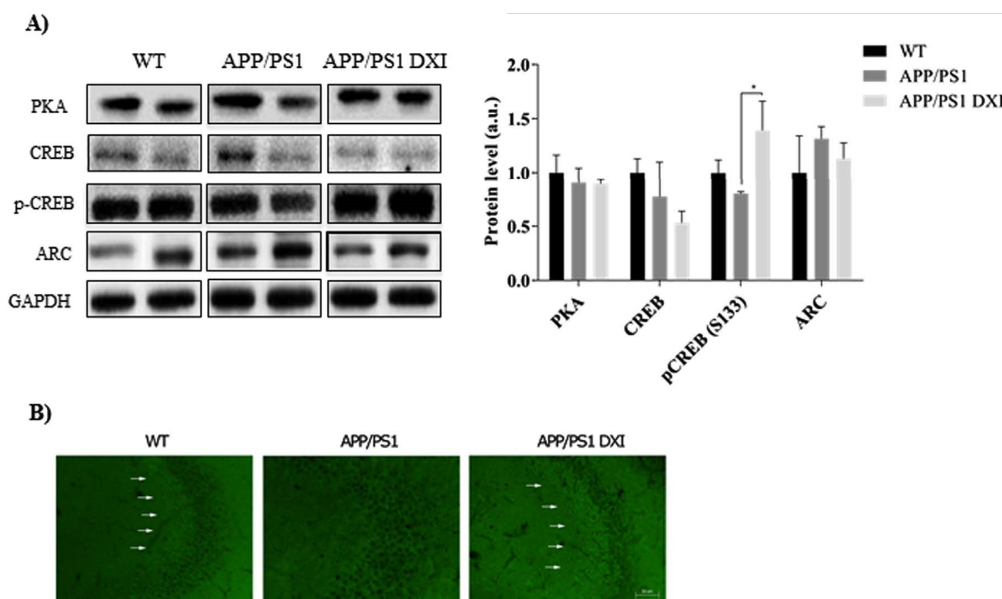 A)
WT APP/PS1 APP/PS1 DXI
PKA
CREB
p-CREB
ARC
GAPDH
WT
APP/PS1
APP/PS1 DXI
Protein level (a.u.)
2.0
1.5
1.0
0.5
0.0
*
PKA
CREB
pCREB (S133)
ARC
B)
WT APP/PS1 APP/PS1 DXI